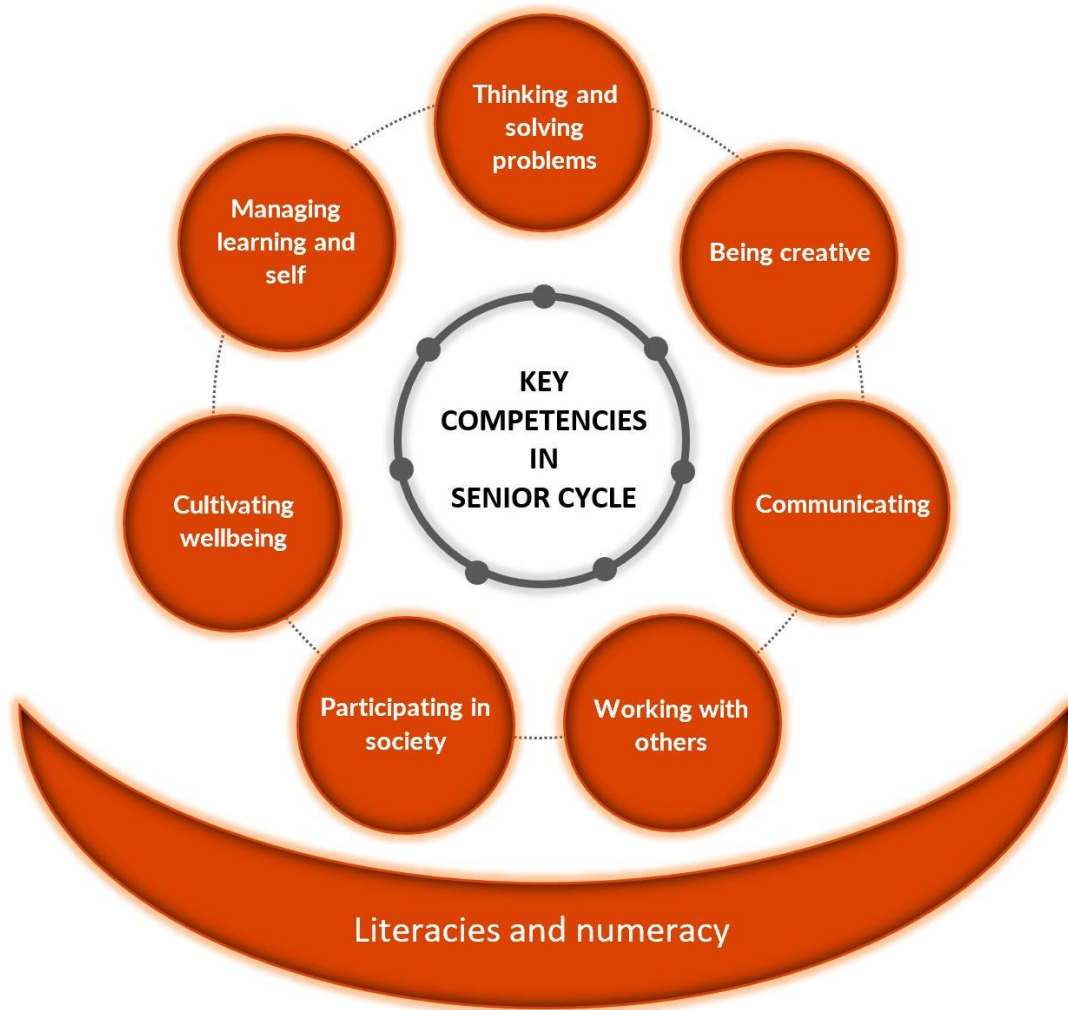 Thinking and
solving
problems
Managing
learning and
self
Being creative
KEY
COMPETENCIES
IN
SENIOR CYCLE
Cultivating
wellbeing
Communicating
Participating in
society
Working with
others
Literacies and numeracy